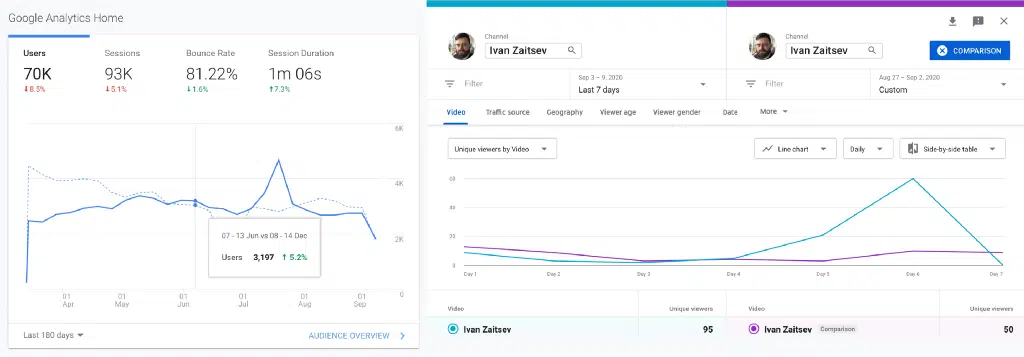 Google Analytics Home
Users Sessions Bounce Rate Session Duration
70K 93K 81.22% 1m 06s
↓8.5% ↓5.1% ↓1.6% ↑7.3%
6K
4K
2K
0
07 - 13 Jun vs 08 - 14 Dec
Users 3,197 ↑ 5.2%
01 01 01 01 01 01
Apr May Jun Jul Aug Sep
Last 180 days
AUDIENCE OVERVIEW
Channel
Ivan Zaitsev
Channel
Ivan Zaitsev
COMPARISON
Filter
Sep 3 – 9, 2020
Last 7 days
Filter
Aug 27 – Sep 2, 2020
Custom
Video Traffic source Geography Viewer age Viewer gender Date More
Unique viewers by Video Line chart Daily Side-by-side table
60
40
20
0
Day 1 Day 2 Day 3 Day 4 Day 5 Day 6 Day 7
Video Unique viewers Video Unique viewers
Ivan Zaitsev 95 Ivan Zaitsev Comparison 50